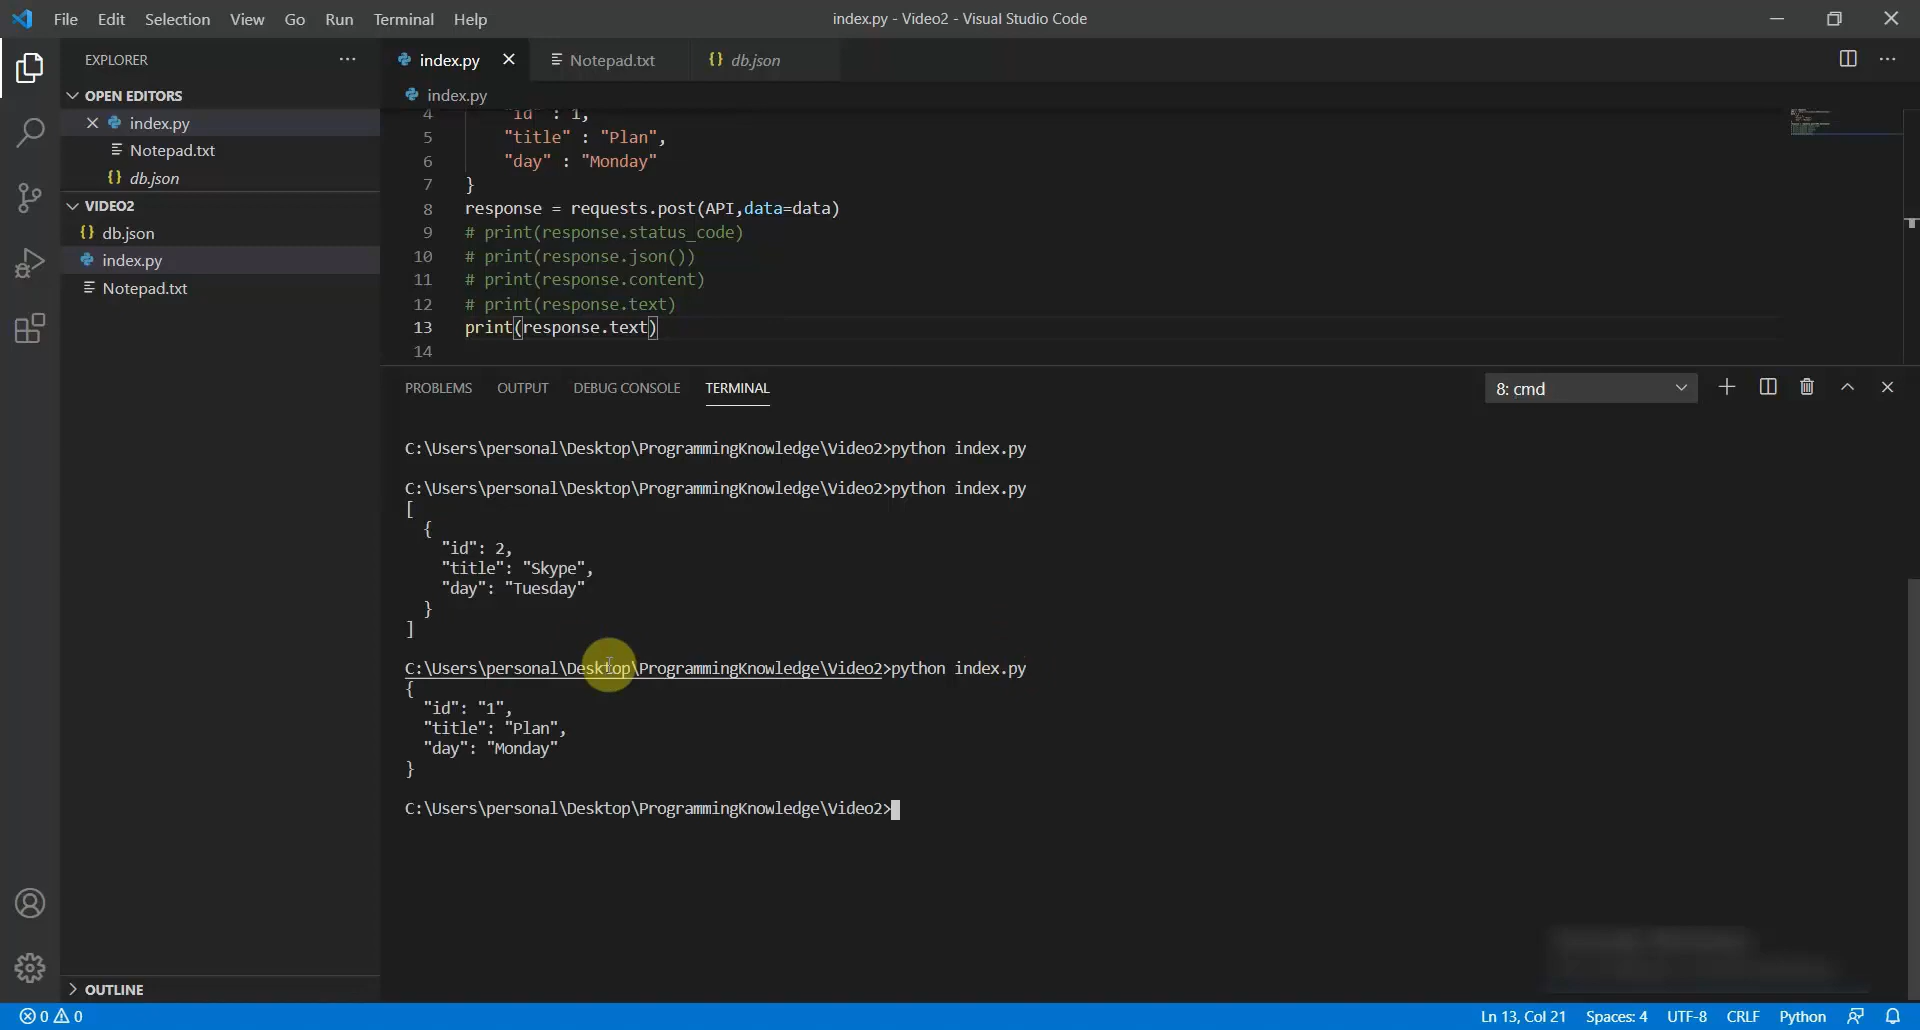 File Edit Selection View Go Run Terminal Help
index.py - Video2 - Visual Studio Code
EXPLORER
OPEN EDITORS
index.py
Notepad.txt
db.json
VIDEO2
db.json
index.py
Notepad.txt
OUTLINE
index.py Notepad.txt {} db.json
index.py
4 "id" : 1,
5 "title" : "Plan",
6 "day" : "Monday"
7 }
8 response = requests.post(API,data=data)
9 # print(response.status_code)
10 # print(response.json())
11 # print(response.content)
12 # print(response.text)
13 print(response.text)
14
PROBLEMS OUTPUT DEBUG CONSOLE TERMINAL 8: cmd
C:\Users\personal\Desktop\ProgrammingKnowledge\Video2>python index.py
C:\Users\personal\Desktop\ProgrammingKnowledge\Video2>python index.py
[
{
"id": 2,
"title": "Skype",
"day": "Tuesday"
}
]
C:\Users\personal\Desktop\ProgrammingKnowledge\Video2>python index.py
{
"id": "1",
"title": "Plan",
"day": "Monday"
}
C:\Users\personal\Desktop\ProgrammingKnowledge\Video2>
0 0 Ln 13, Col 21 Spaces: 4 UTF-8 CRLF Python